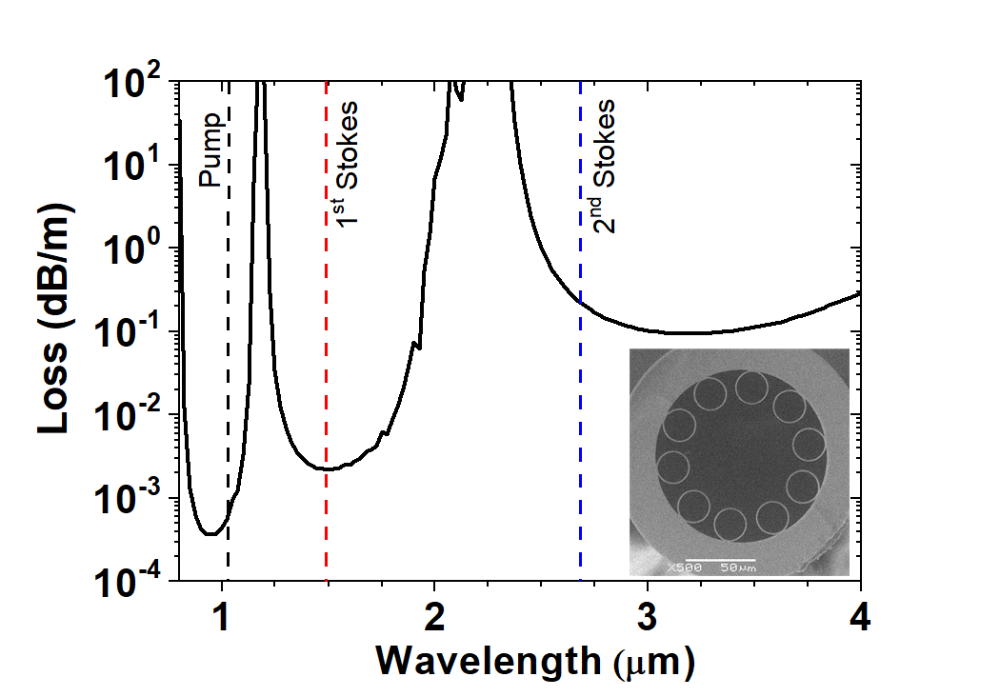 10²
10¹
10⁰
10⁻¹
10⁻²
10⁻³
10⁻⁴
Loss (dB/m)
Pump
1ˢᵗ Stokes
2ⁿᵈ Stokes
X500 50μm
1 2 3 4
Wavelength (μm)